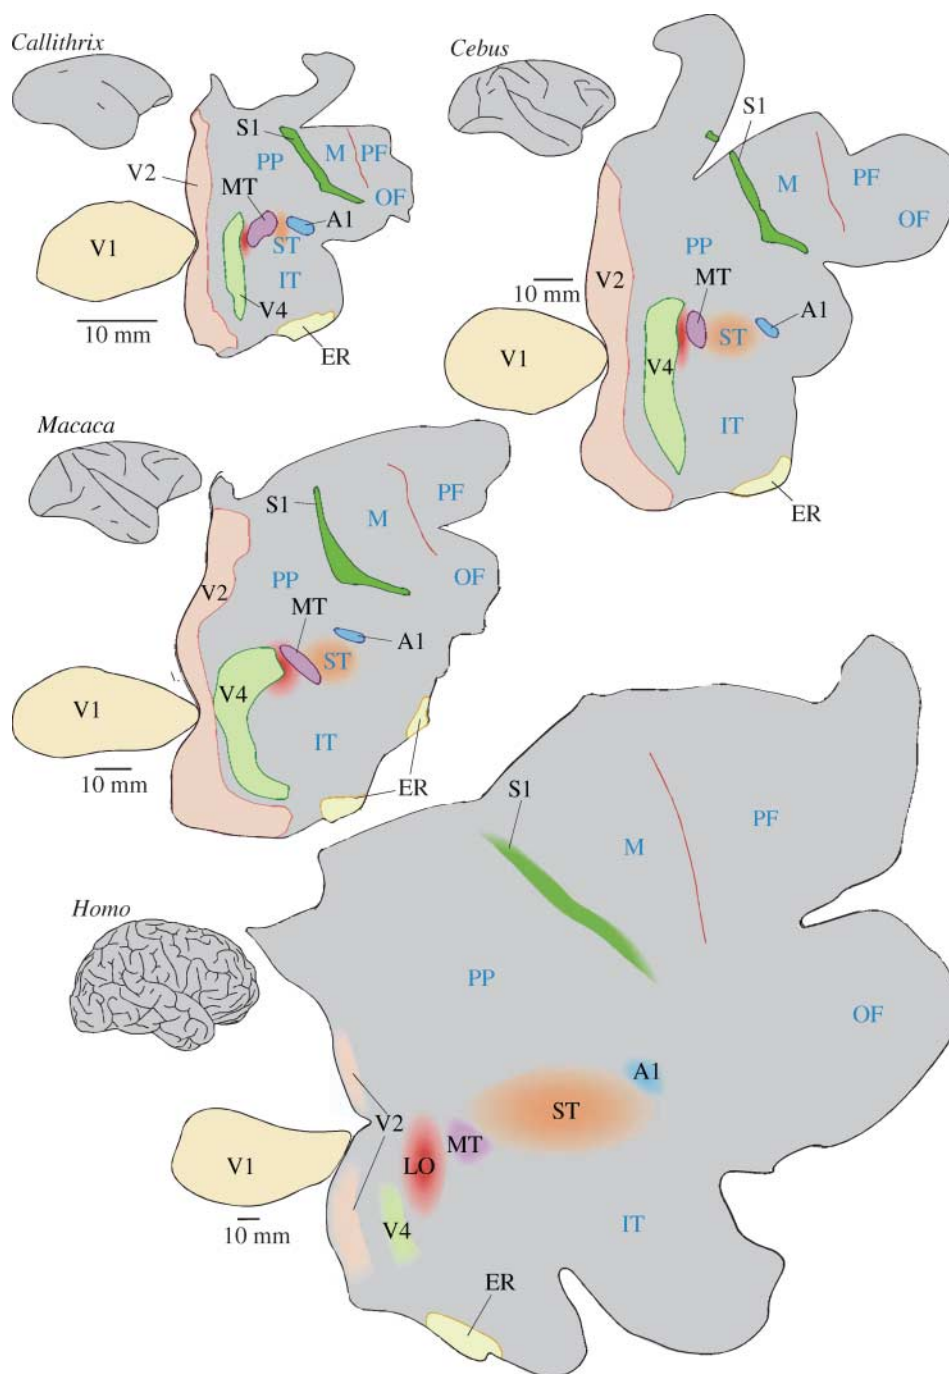 Callithrix
S1
M
PF
PP
V2
MT
OF
A1
V1
ST
IT
V4
10 mm
ER
Cebus
S1
M
PF
OF
PP
V2
10 mm
MT
A1
ST
V1
V4
IT
ER
Macaca
S1
PF
M
OF
PP
V2
MT
A1
ST
V4
V1
IT
10 mm
ER
Homo
S1
PF
M
PP
OF
A1
ST
V2
MT
LO
V1
V4
IT
10 mm
ER